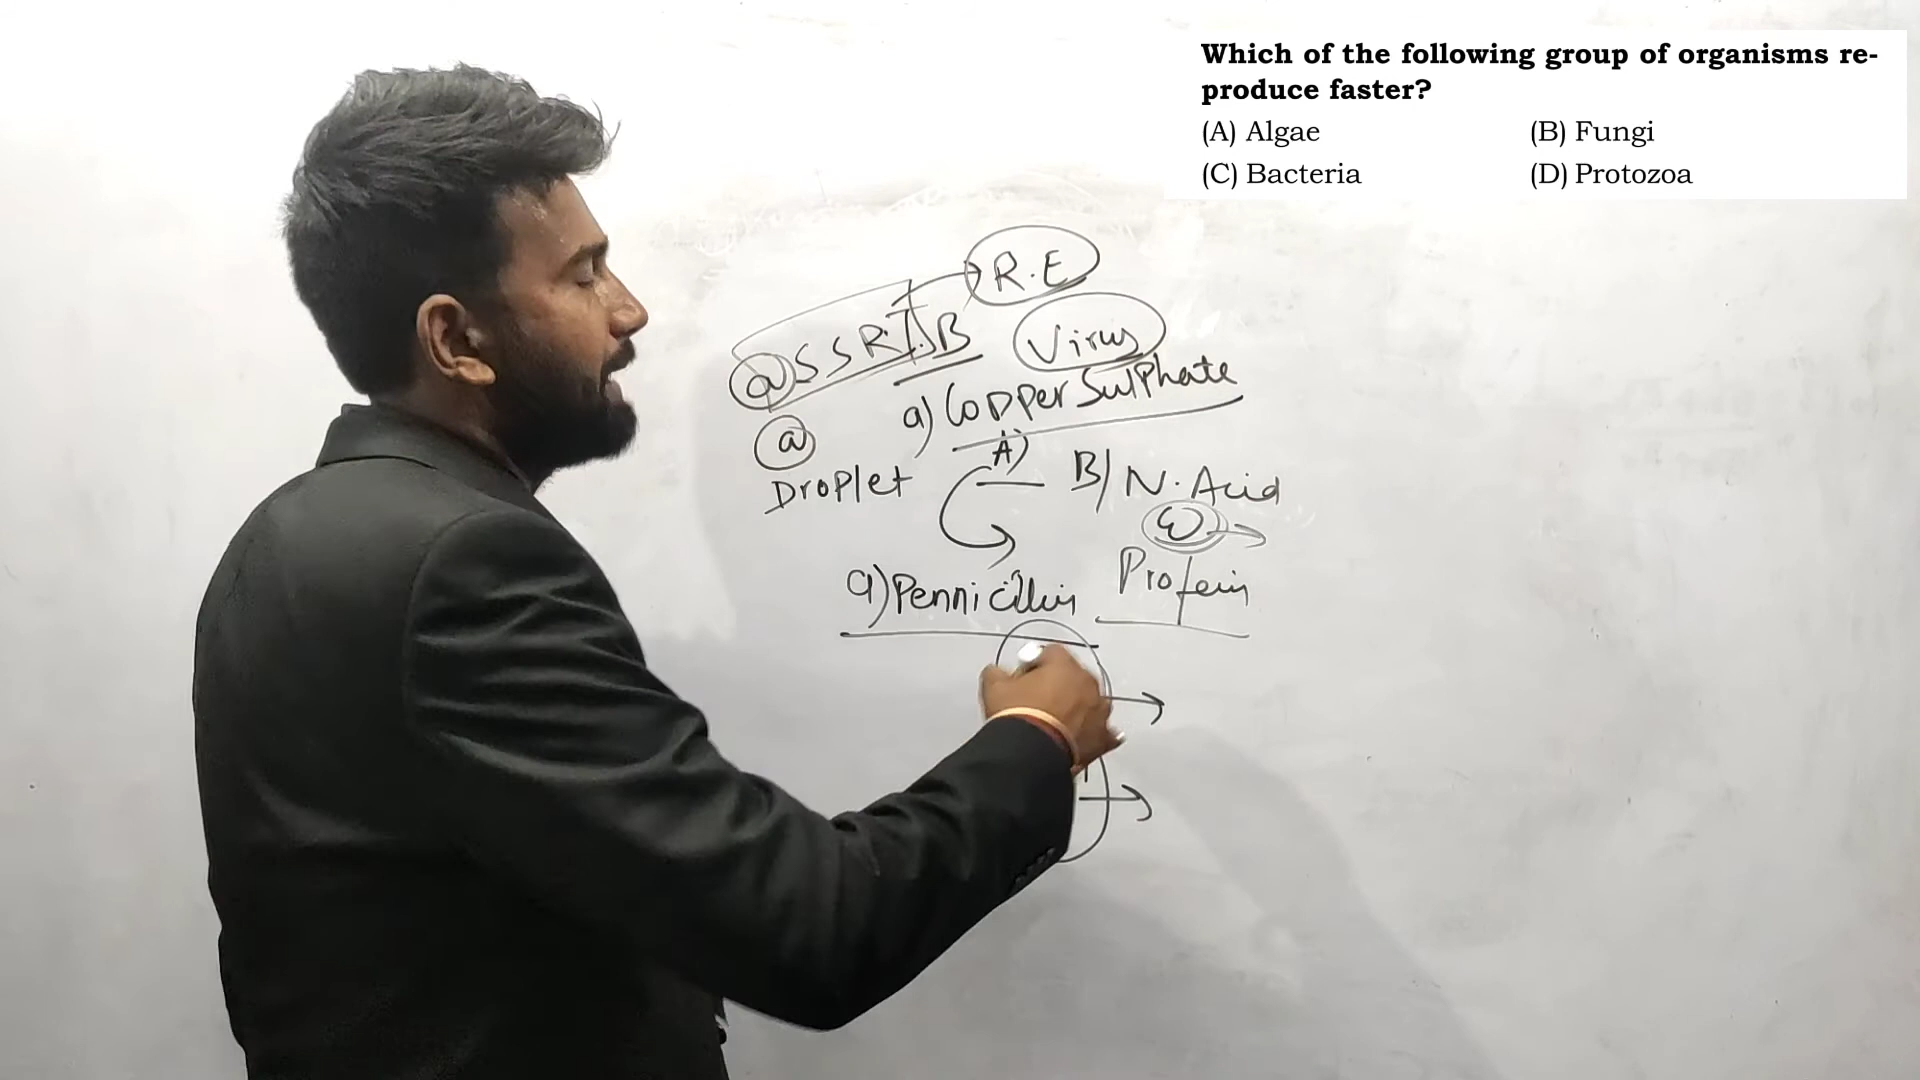 Which of the following group of organisms re-
produce faster?
(A) Algae (B) Fungi
(C) Bacteria (D) Protozoa
R.E
Virus
a) Copper Sulphate
a
Droplet
A)
B) N. Acid
Protein
a) Pennicillin